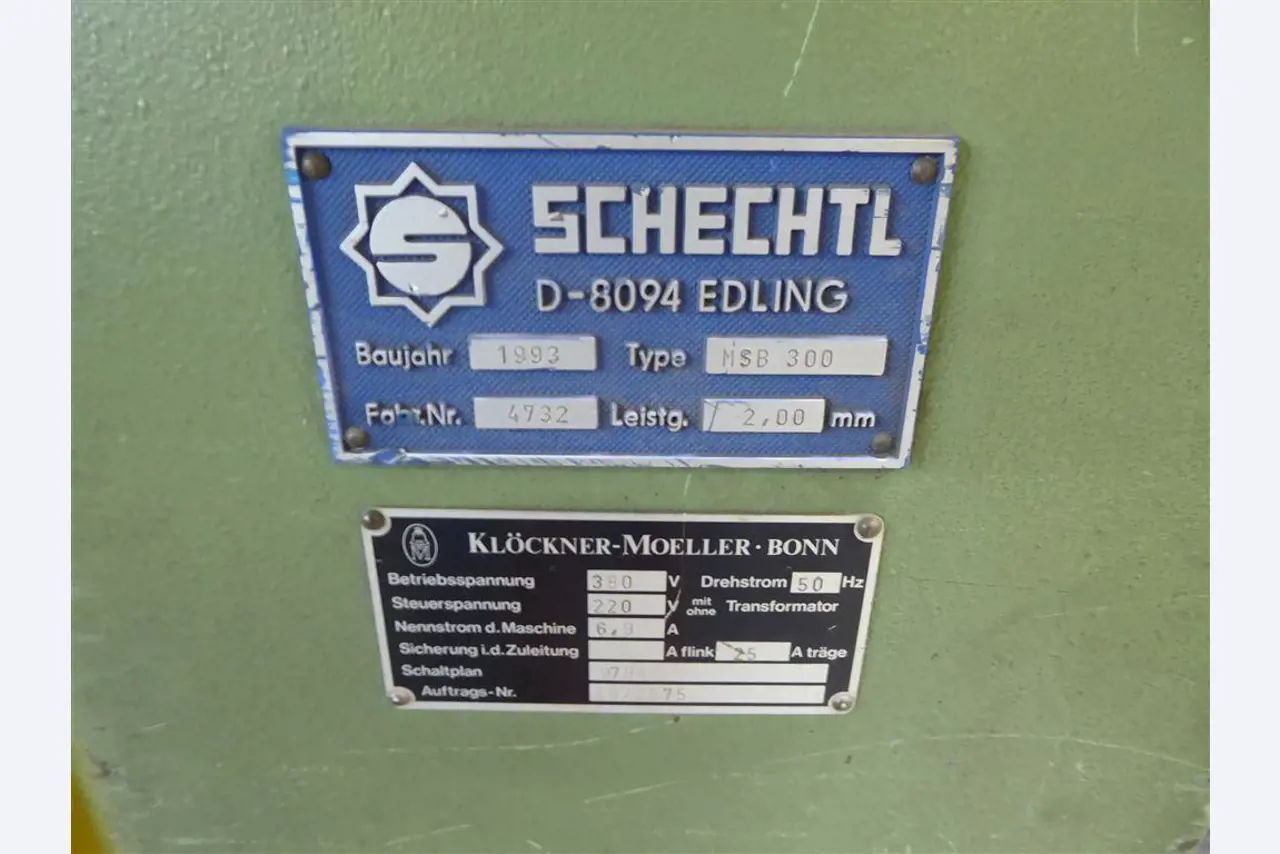 S SCHECHTL
D-8094 EDLING
Baujahr 1993 Type MSB 300
Fabr.Nr. 4732 Leistg. 2,00 mm
KLÖCKNER-MOELLER · BONN
Betriebsspannung 380 V Drehstrom 50 Hz
Steuerspannung 220 V mit ohne Transformator
Nennstrom d. Maschine A
Sicherung i.d. Zuleitung A flink 25 A träge
Schaltplan
Auftrags-Nr.